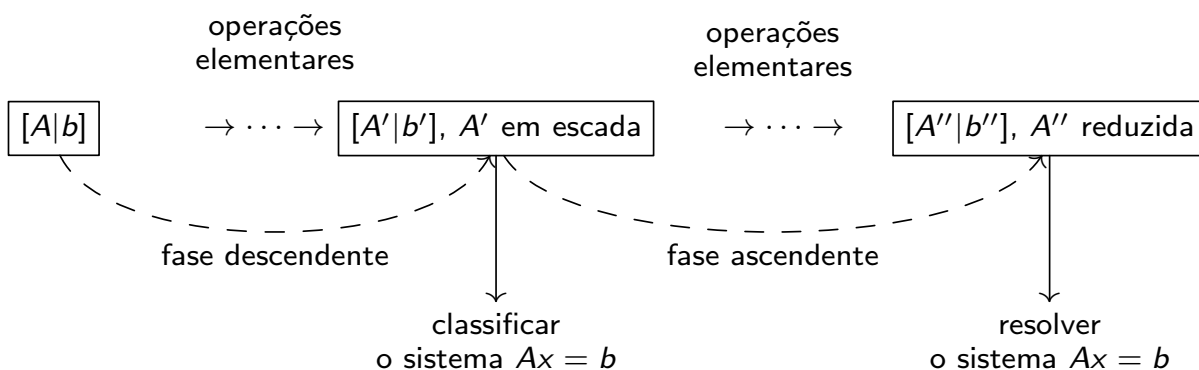 operações
elementares
operações
elementares
[A|b]
→ ··· →
[A′|b′], A′ em escada
→ ··· →
[A′′|b′′], A′′ reduzida
fase descendente
fase ascendente
classificar
o sistema Ax = b
resolver
o sistema Ax = b